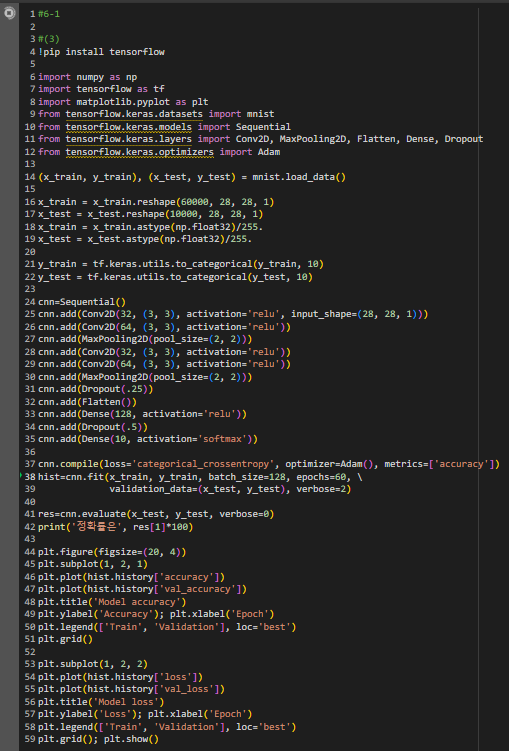 1 #6-1
2
3 #(3)
4 !pip install tensorflow
5
6 import numpy as np
7 import tensorflow as tf
8 import matplotlib.pyplot as plt
9 from tensorflow.keras.datasets import mnist
10 from tensorflow.keras.models import Sequential
11 from tensorflow.keras.layers import Conv2D, MaxPooling2D, Flatten, Dense, Dropout
12 from tensorflow.keras.optimizers import Adam
13
14 (x_train, y_train), (x_test, y_test) = mnist.load_data()
15
16 x_train = x_train.reshape(60000, 28, 28, 1)
17 x_test = x_test.reshape(10000, 28, 28, 1)
18 x_train = x_train.astype(np.float32)/255.
19 x_test = x_test.astype(np.float32)/255.
20
21 y_train = tf.keras.utils.to_categorical(y_train, 10)
22 y_test = tf.keras.utils.to_categorical(y_test, 10)
23
24 cnn=Sequential()
25 cnn.add(Conv2D(32, (3, 3), activation='relu', input_shape=(28, 28, 1)))
26 cnn.add(Conv2D(64, (3, 3), activation='relu'))
27 cnn.add(MaxPooling2D(pool_size=(2, 2)))
28 cnn.add(Conv2D(32, (3, 3), activation='relu'))
29 cnn.add(Conv2D(64, (3, 3), activation='relu'))
30 cnn.add(MaxPooling2D(pool_size=(2, 2)))
31 cnn.add(Dropout(.25))
32 cnn.add(Flatten())
33 cnn.add(Dense(128, activation='relu'))
34 cnn.add(Dropout(.5))
35 cnn.add(Dense(10, activation='softmax'))
36
37 cnn.compile(loss='categorical_crossentropy', optimizer=Adam(), metrics=['accuracy'])
38 hist=cnn.fit(x_train, y_train, batch_size=128, epochs=60, \
39 validation_data=(x_test, y_test), verbose=2)
40
41 res=cnn.evaluate(x_test, y_test, verbose=0)
42 print('정확률은', res[1]*100)
43
44 plt.figure(figsize=(20, 4))
45 plt.subplot(1, 2, 1)
46 plt.plot(hist.history['accuracy'])
47 plt.plot(hist.history['val_accuracy'])
48 plt.title('Model accuracy')
49 plt.ylabel('Accuracy'); plt.xlabel('Epoch')
50 plt.legend(['Train', 'Validation'], loc='best')
51 plt.grid()
52
53 plt.subplot(1, 2, 2)
54 plt.plot(hist.history['loss'])
55 plt.plot(hist.history['val_loss'])
56 plt.title('Model loss')
57 plt.ylabel('Loss'); plt.xlabel('Epoch')
58 plt.legend(['Train', 'Validation'], loc='best')
59 plt.grid(); plt.show()